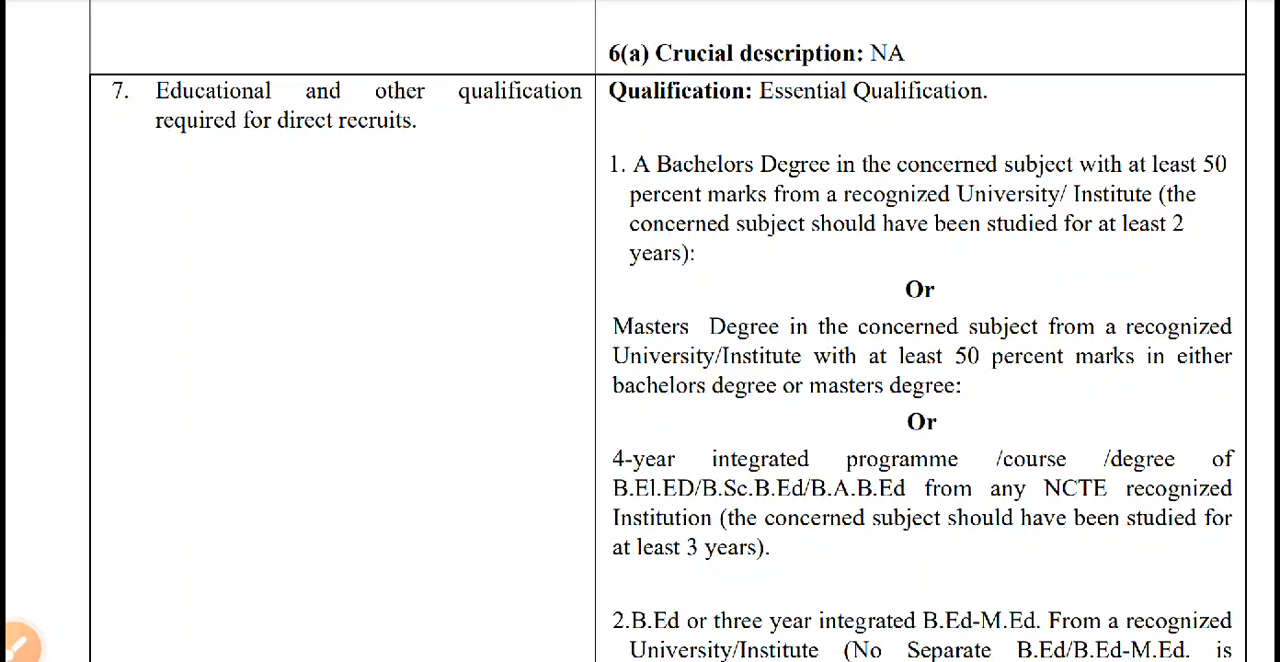 6(a) Crucial description: NA
7. Educational and other qualification required for direct recruits.
Qualification: Essential Qualification.
1. A Bachelors Degree in the concerned subject with at least 50
percent marks from a recognized University/ Institute (the
concerned subject should have been studied for at least 2
years):
Or
Masters Degree in the concerned subject from a recognized
University/Institute with at least 50 percent marks in either
bachelors degree or masters degree:
Or
4-year integrated programme /course /degree of
B.El.ED/B.Sc.B.Ed/B.A.B.Ed from any NCTE recognized
Institution (the concerned subject should have been studied for
at least 3 years).
2.B.Ed or three year integrated B.Ed-M.Ed. From a recognized
University/Institute (No Separate B.Ed/B.Ed-M.Ed. is